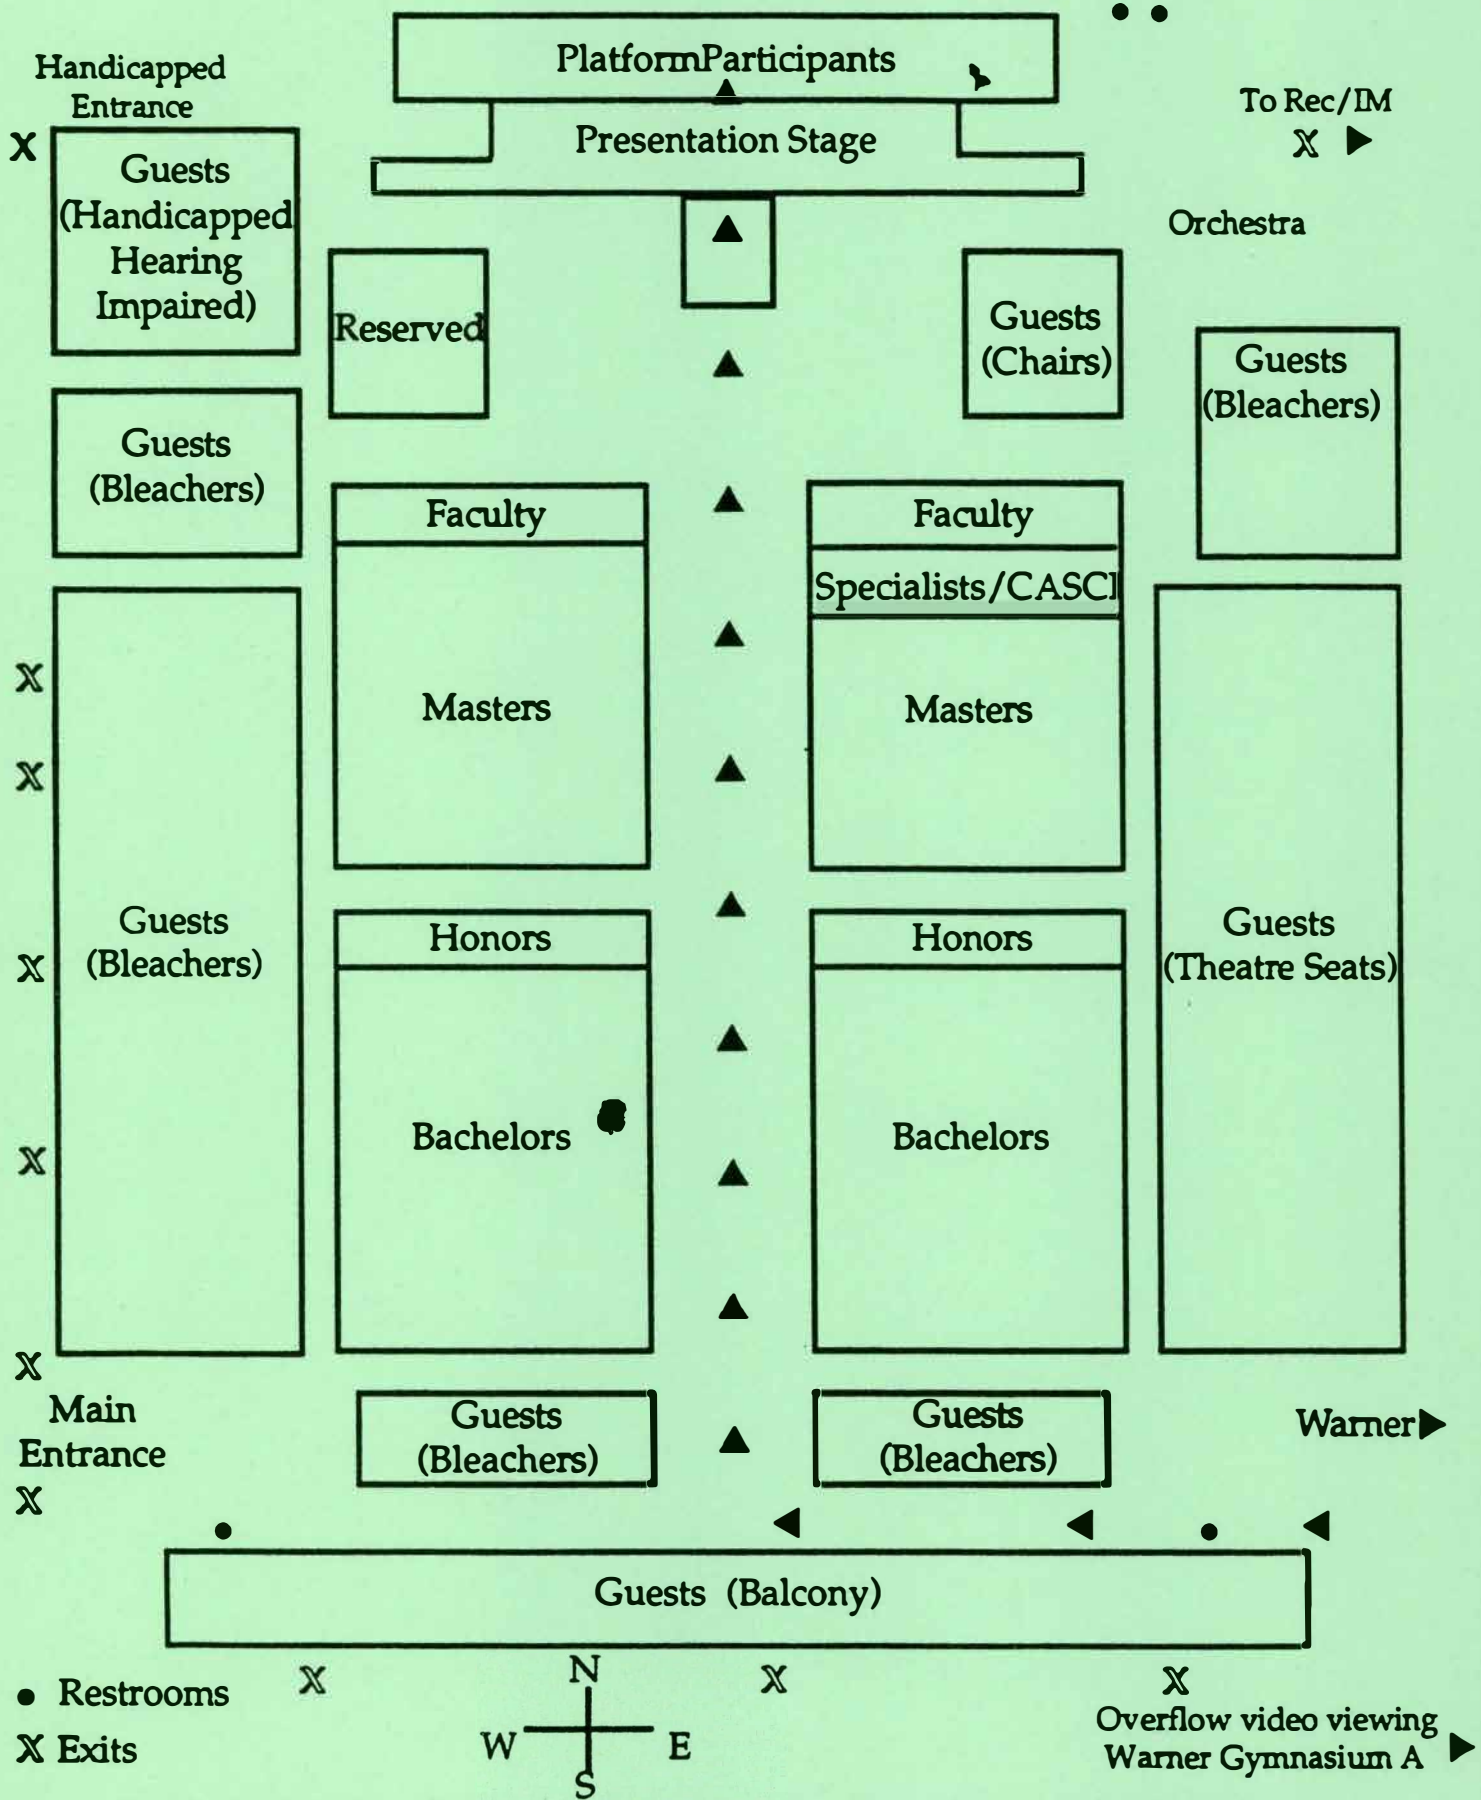 PlatformParticipants
Handicapped
Entrance
To Rec/IM
X
X
Presentation Stage
Guests
(Handicapped
Hearing
Impaired)
Orchestra
Reserved
Guests
(Chairs)
Guests
(Bleachers)
Guests
(Bleachers)
Faculty
Faculty
Specialists/CASCI
X
Masters
Masters
X
Guests
(Bleachers)
Honors
Honors
Guests
(Theatre Seats)
X
Bachelors
Bachelors
X
X
Main
Entrance
X
Guests
(Bleachers)
Guests
(Bleachers)
Warner
Guests (Balcony)
X
X
X
Restrooms
X Exits
N
W
E
S
Overflow video viewing
Warner Gymnasium A